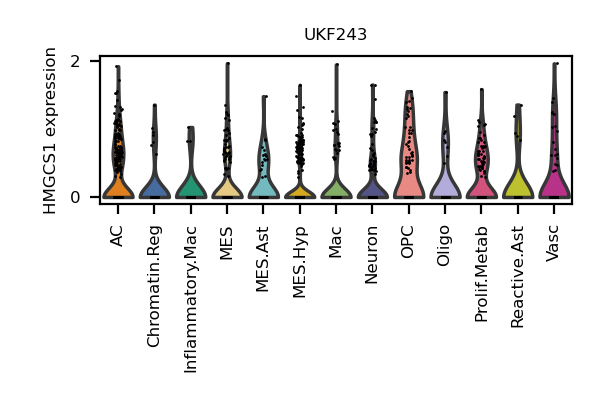 UKF243
HMGCS1 expression
2
0
AC
Chromatin.Reg
Inflammatory.Mac
MES
MES.Ast
MES.Hyp
Mac
Neuron
OPC
Oligo
Prolif.Metab
Reactive.Ast
Vasc